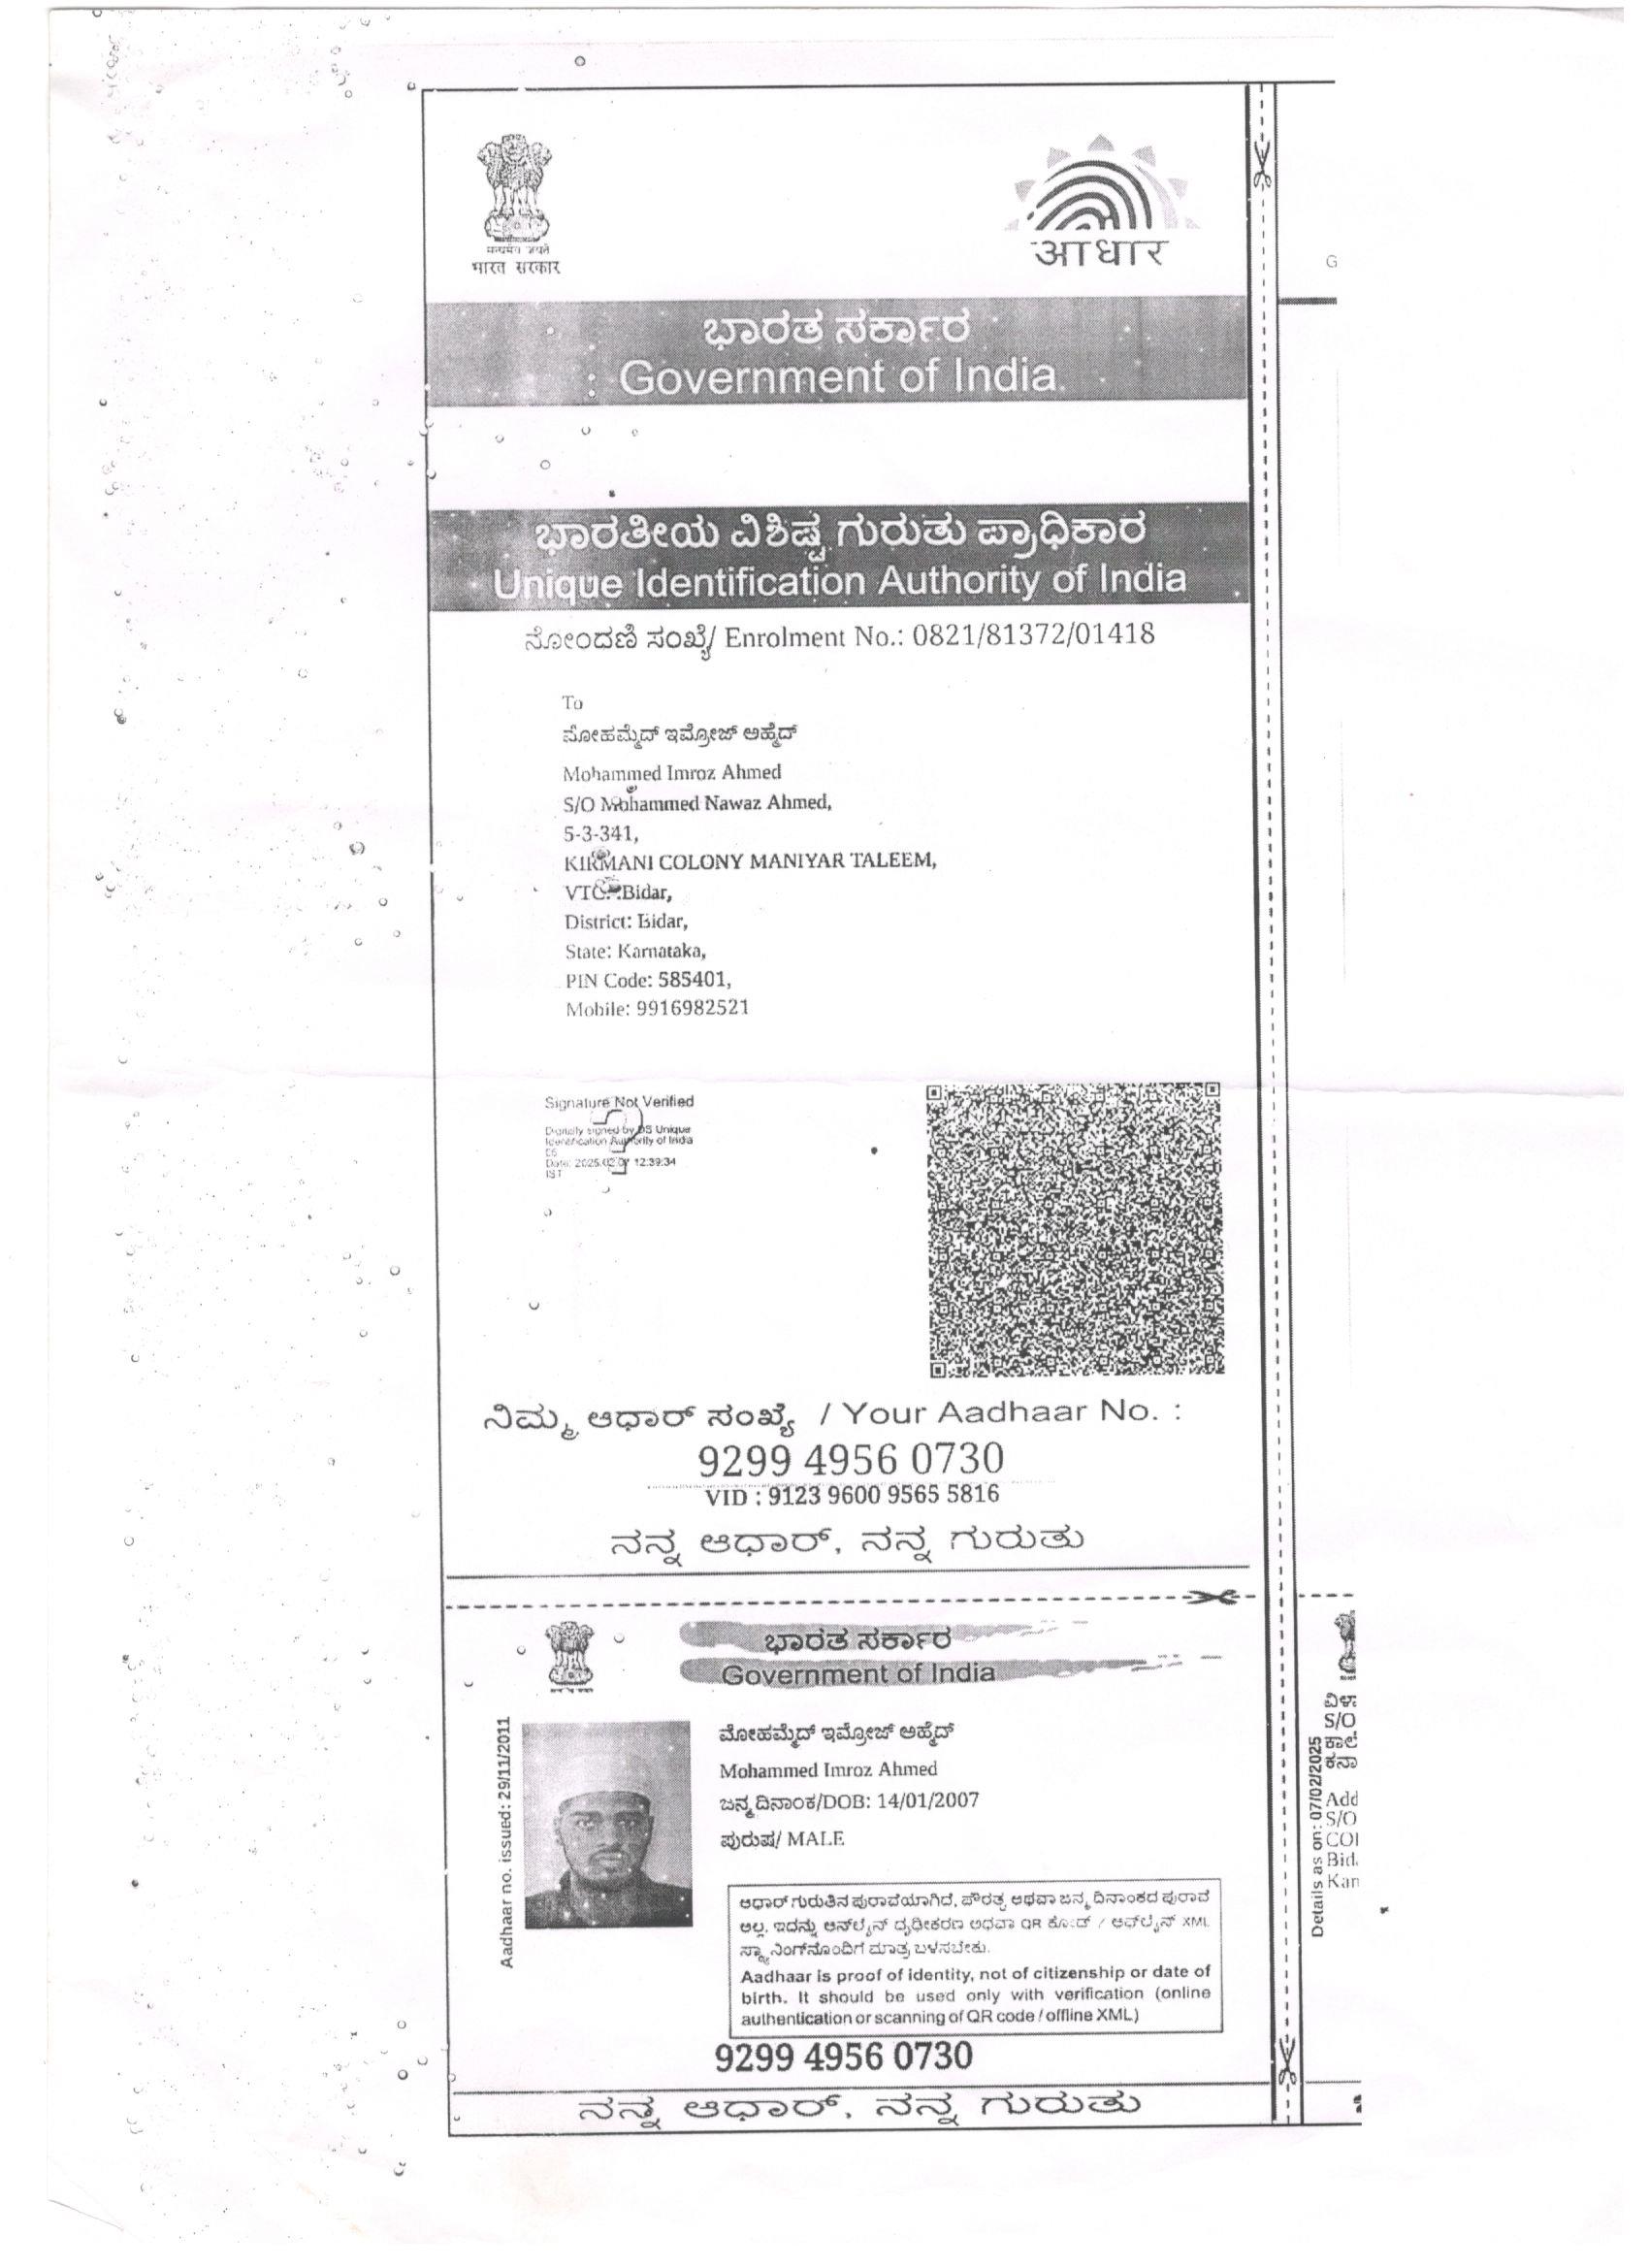 सत्यमेव जयते
भारत सरकार
आधार
G
ಭಾರತ ಸರ್ಕಾರ
Government of India
ಭಾರತೀಯ ವಿಶಿಷ್ಟ ಗುರುತು ಪ್ರಾಧಿಕಾರ
Unique Identification Authority of India
ನೋಂದಣಿ ಸಂಖ್ಯೆ/ Enrolment No.: 0821/81372/01418
To
ಮೋಹಮ್ಮೆದ್ ಇಮ್ರೋಜ್ ಅಹ್ಮೆದ್
Mohammed Imroz Ahmed
S/O Mohammed Nawaz Ahmed,
5-3-341,
KIRMANI COLONY MANIYAR TALEEM,
VTC: Bidar,
District: Bidar,
State: Karnataka,
PIN Code: 585401,
Mobile: 9916982521
Signature Not Verified
Digitally signed by DS Unique
Identification Authority of India
Date: 2025.02.07 12:39:34
IST
ನಿಮ್ಮ ಆಧಾರ್ ಸಂಖ್ಯೆ / Your Aadhaar No. :
9299 4956 0730
VID : 9123 9600 9565 5816
ನನ್ನ ಆಧಾರ್, ನನ್ನ ಗುರುತು
ಭಾರತ ಸರ್ಕಾರ
Government of India
Aadhaar no. issued: 29/11/2011
ಮೋಹಮ್ಮೆದ್ ಇಮ್ರೋಜ್ ಅಹ್ಮೆದ್
Mohammed Imroz Ahmed
ಜನ್ಮ ದಿನಾಂಕ/DOB: 14/01/2007
ಪುರುಷ/ MALE
ಆಧಾರ್ ಗುರುತಿನ ಪುರಾವೆಯಾಗಿದೆ, ಪೌರತ್ವ ಅಥವಾ ಜನ್ಮ ದಿನಾಂಕದ ಪುರಾವೆ
ಅಲ್ಲ. ಇದನ್ನು ಆನ್‌ಲೈನ್ ದೃಢೀಕರಣ ಅಥವಾ QR ಕೋಡ್ / ಆಫ್‌ಲೈನ್ XML
ಸ್ಕ್ಯಾನಿಂಗ್‌ನೊಂದಿಗೆ ಮಾತ್ರ ಬಳಸಬೇಕು.
Aadhaar is proof of identity, not of citizenship or date of
birth. It should be used only with verification (online
authentication or scanning of QR code / offline XML)
9299 4956 0730
ನನ್ನ ಆಧಾರ್, ನನ್ನ ಗುರುತು
Details as on: 07/02/2025
ವಿಳ
S/O
ಕಾಲ
ಕರ್ನಾ
Add
S/O
COI
Bid
Kar